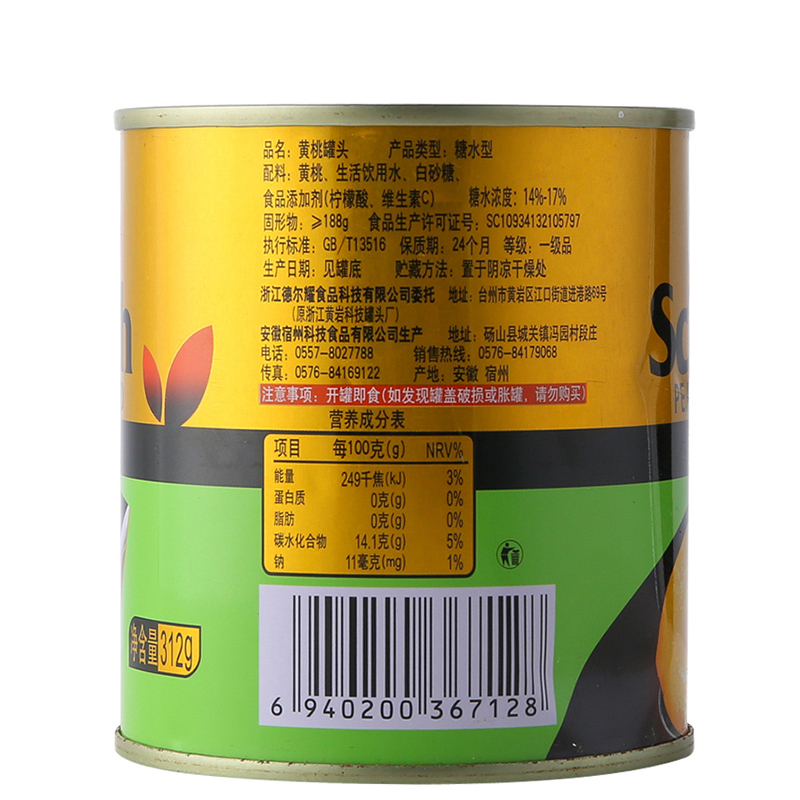 品名：黄桃罐头 产品类型：糖水型
配料：黄桃、生活饮用水、白砂糖、
食品添加剂(柠檬酸、维生素C) 糖水浓度：14%-17%
固形物：≥188g 食品生产许可证号：SC10934132105797
执行标准：GB/T13516 保质期：24个月 等级：一级品
生产日期：见罐底 贮藏方法：置于阴凉干燥处
浙江德尔耀食品科技有限公司委托 地址：台州市黄岩区江口街道进港路69号
(原浙江黄岩科技罐头厂)
安徽宿州科技食品有限公司生产 地址：砀山县城关镇冯园村段庄
电话：0557-8027788 销售热线：0576-84179068
传真：0576-84169122 产地：安徽 宿州
注意事项：开罐即食(如发现罐盖破损或胀罐，请勿购买)
营养成分表
项目 每100克(g) NRV%
能量 249千焦(kJ) 3%
蛋白质 0克(g) 0%
脂肪 0克(g) 0%
碳水化合物 14.1克(g) 5%
钠 11毫克(mg) 1%
净含量 312g
6 940200 367128